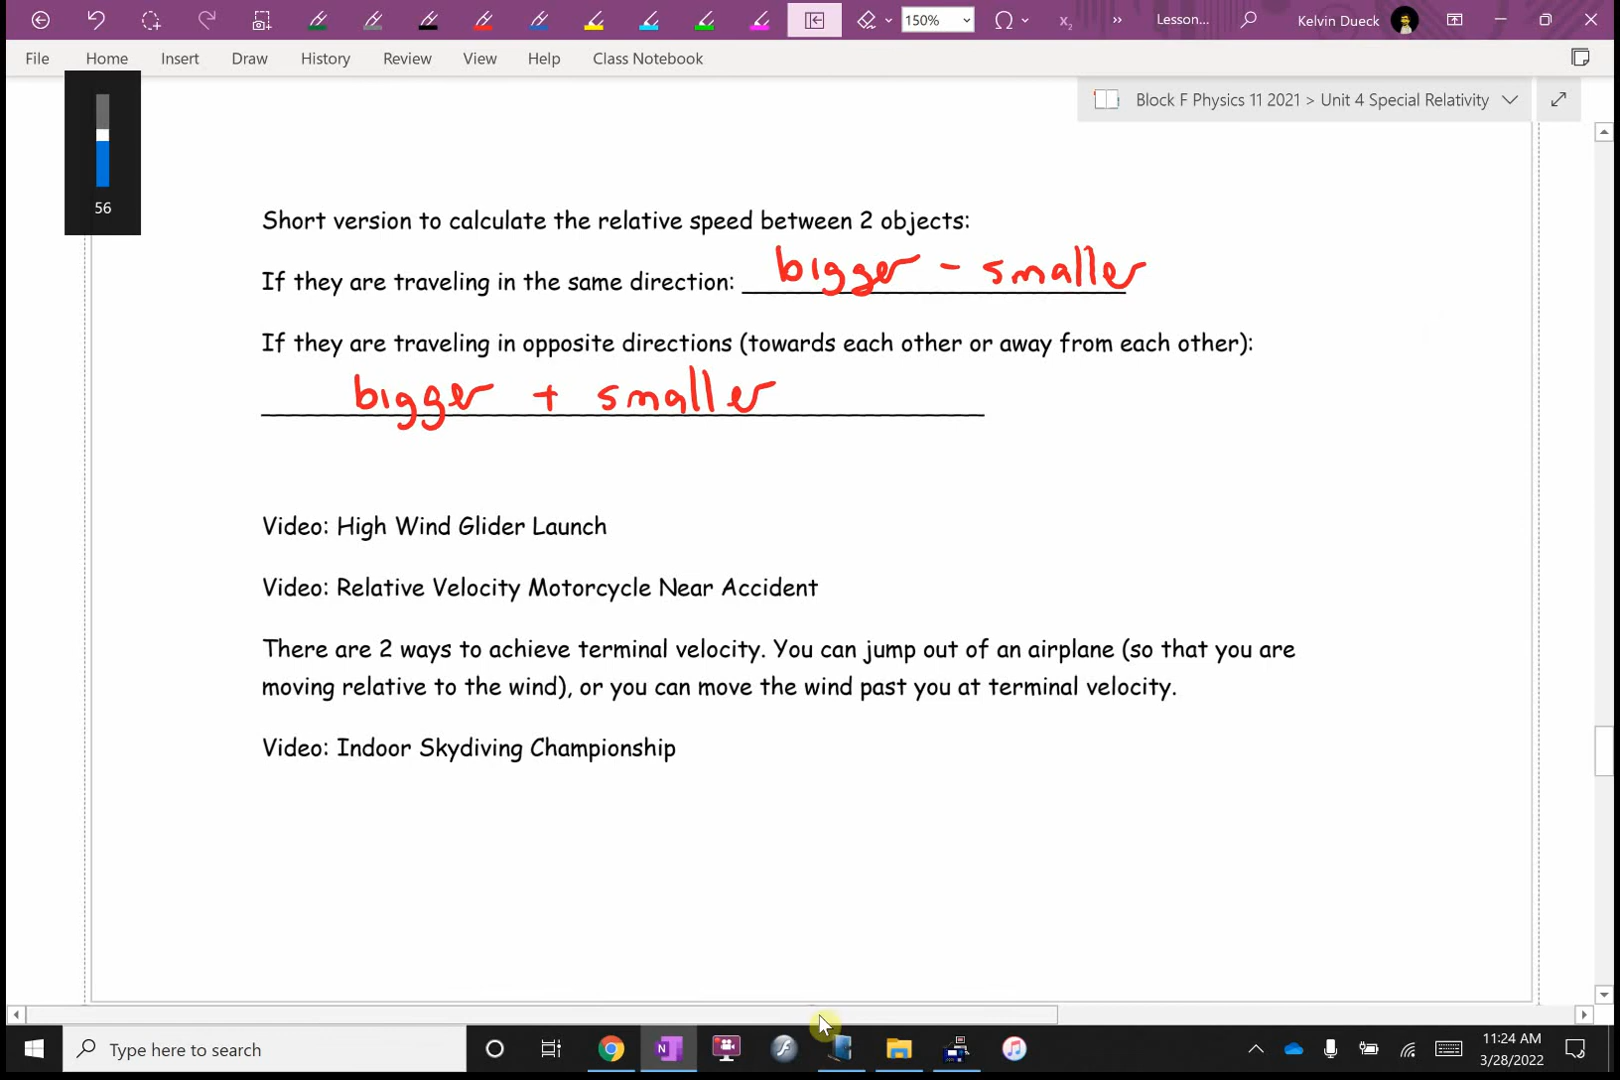 150%
Lesson...
Kelvin Dueck
File Home Insert Draw History Review View Help Class Notebook
56
Block F Physics 11 2021 > Unit 4 Special Relativity
Short version to calculate the relative speed between 2 objects:
If they are traveling in the same direction: bigger - smaller
If they are traveling in opposite directions (towards each other or away from each other):
bigger + smaller
Video: High Wind Glider Launch
Video: Relative Velocity Motorcycle Near Accident
There are 2 ways to achieve terminal velocity. You can jump out of an airplane (so that you are
moving relative to the wind), or you can move the wind past you at terminal velocity.
Video: Indoor Skydiving Championship
Type here to search
11:24 AM
3/28/2022